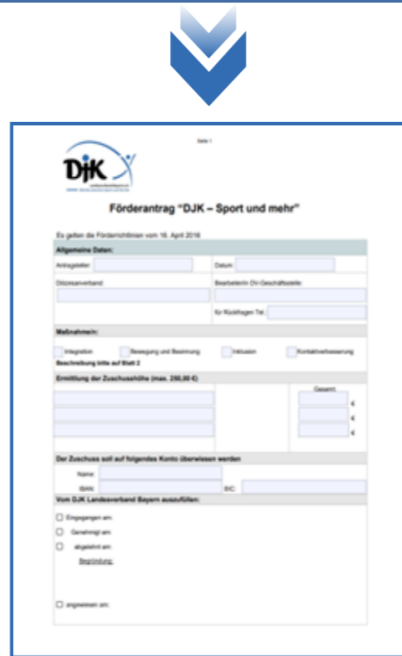 Seite 1
DJK
Förderantrag "DJK – Sport und mehr"
Es gelten die Förderrichtlinien vom 16. April 2016
Allgemeine Daten:
Antragsteller: Datum:
Diözesanverband: BearbeiterIn DV-Geschäftsstelle:
für Rückfragen Tel.:
Maßnahmein:
Integration Bewegung und Besinnung Inklusion Kontaktverbesserung
Beschreibung bitte auf Blatt 2
Ermittlung der Zuschusshöhe (max. 250,00 €)
Gesamt:
€
€
€
Der Zuschuss soll auf folgendes Konto überwiesen werden
Name:
IBAN: BIC:
Vom DJK Landesverband Bayern auszufüllen:
Eingegangen am:
Genehmigt am:
abgelehnt am:
Begründung:
angewiesen am: